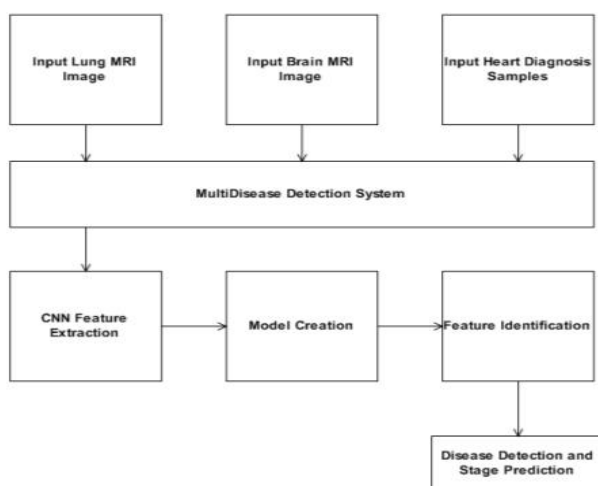 Input Lung MRI
Image
Input Brain MRI
Image
Input Heart Diagnosis
Samples
MultiDisease Detection System
CNN Feature
Extraction
Model Creation
Feature Identification
Disease Detection and
Stage Prediction